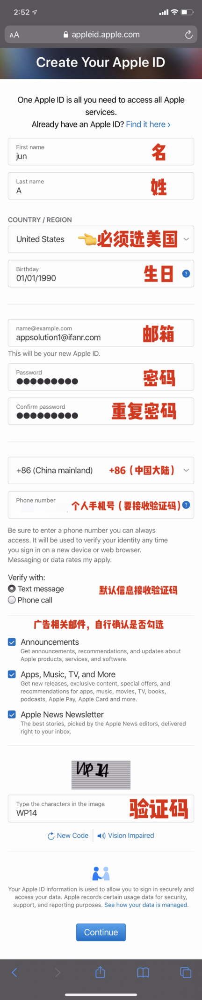 2:52
AA appleid.apple.com
Create Your Apple ID
One Apple ID is all you need to access all Apple
services.
Already have an Apple ID? Find it here >
First name
jun 名
Last name
A 姓
COUNTRY / REGION
United States 👈必须选美国
Birthday
01/01/1990 生日 ?
name@example.com
appsolution1@ifanr.com 邮箱
This will be your new Apple ID.
Password
●●●●●●●●● 密码
Confirm password
●●●●●●●●● 重复密码
+86 (China mainland) +86（中国大陆）
Phone number 个人手机号（要接收验证码） ?
Be sure to enter a phone number you can always
access. It will be used to verify your identity any time
you sign in on a new device or web browser.
Messaging or data rates my apply.
Verify with:
Text message 默认信息接收验证码
Phone call
广告相关邮件，自行确认是否勾选
Announcements
Get announcements, recommendations, and updates about
Apple products, services, and software.
Apps, Music, TV, and More
Get new releases, exclusive content, special offers, and
recommendations for apps, music, movies, TV, books,
podcasts, Apple Pay, Apple Card and more.
Apple News Newsletter
The best stories, picked by the Apple News editors, delivered
right to your inbox.
WP14
Type the characters in the image
WP14 验证码
New Code Vision Impaired
Your Apple ID information is used to allow you to sign in securely and
access your data. Apple records certain usage data for security,
support, and reporting purposes. See how your data is managed.
Continue